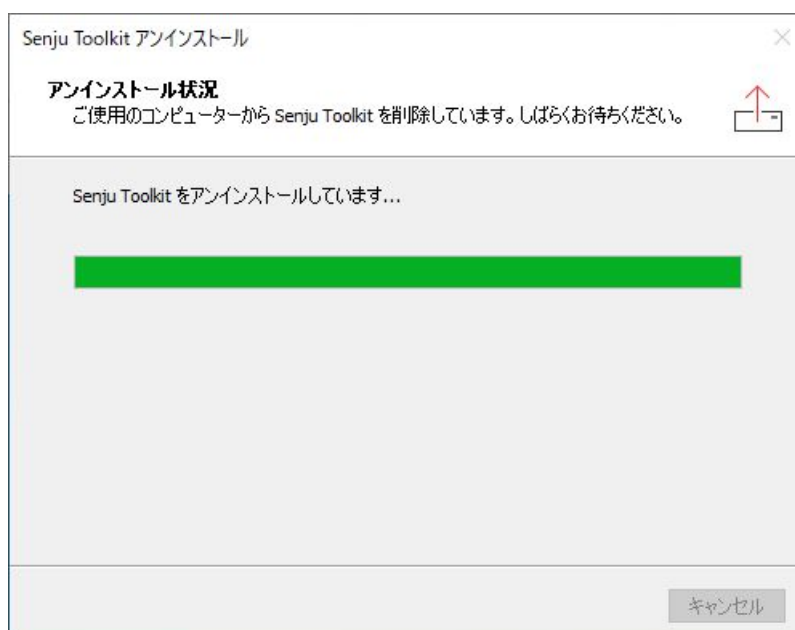 Senju Toolkit アンインストール
アンインストール状況
ご使用のコンピューターから Senju Toolkit を削除しています。しばらくお待ちください。
Senju Toolkit をアンインストールしています...
キャンセル